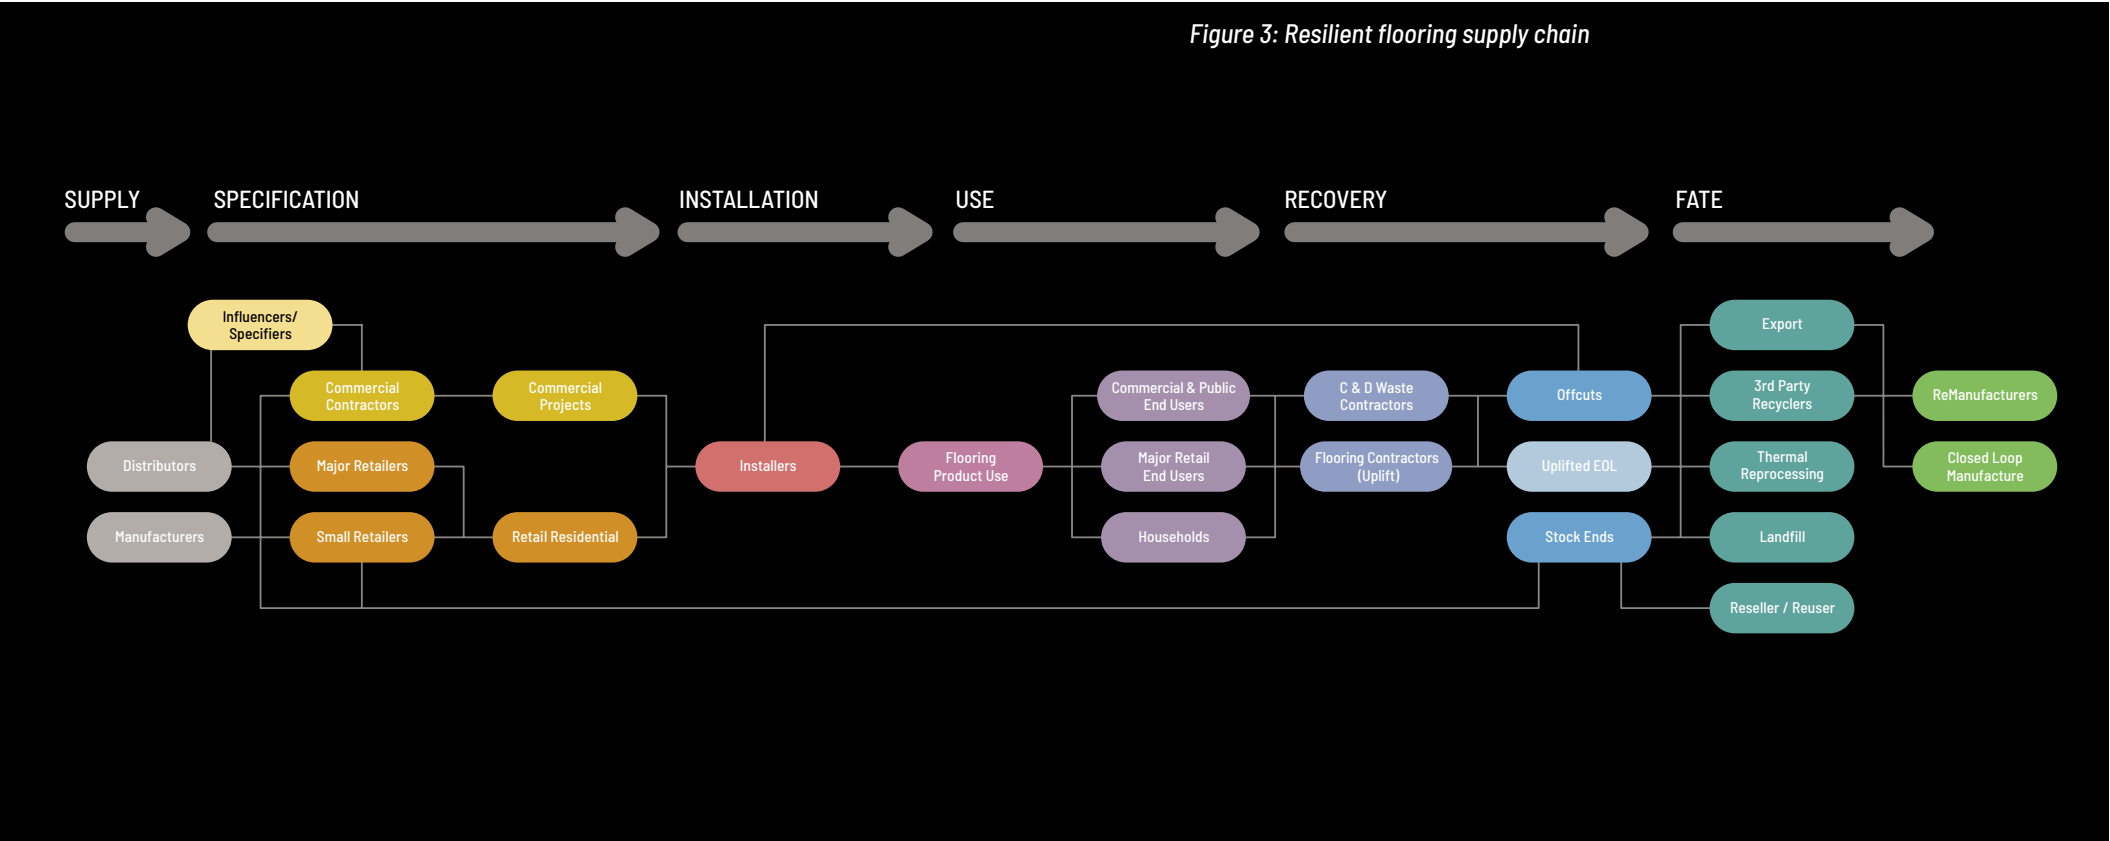 Figure 3: Resilient flooring supply chain
SUPPLY
SPECIFICATION
INSTALLATION
USE
RECOVERY
FATE
Influencers/
Specifiers
Commercial
Contractors
Commercial
Projects
Distributors
Major Retailers
Manufacturers
Small Retailers
Retail Residential
Installers
Flooring
Product Use
Commercial & Public
End Users
Major Retail
End Users
Households
C & D Waste
Contractors
Flooring Contractors
(Uplift)
Offcuts
Uplifted EOL
Stock Ends
Export
3rd Party
Recyclers
Thermal
Reprocessing
Landfill
Reseller / Reuser
ReManufacturers
Closed Loop
Manufacture